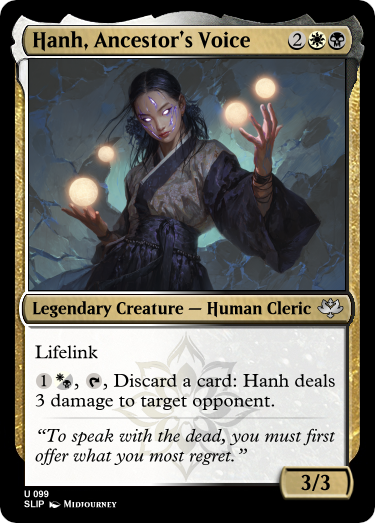 Hanh, Ancestor's Voice 2
Legendary Creature — Human Cleric
Lifelink
1 , , Discard a card: Hanh deals
3 damage to target opponent.
"To speak with the dead, you must first
offer what you most regret."
3/3
U 099
SLIP Midjourney